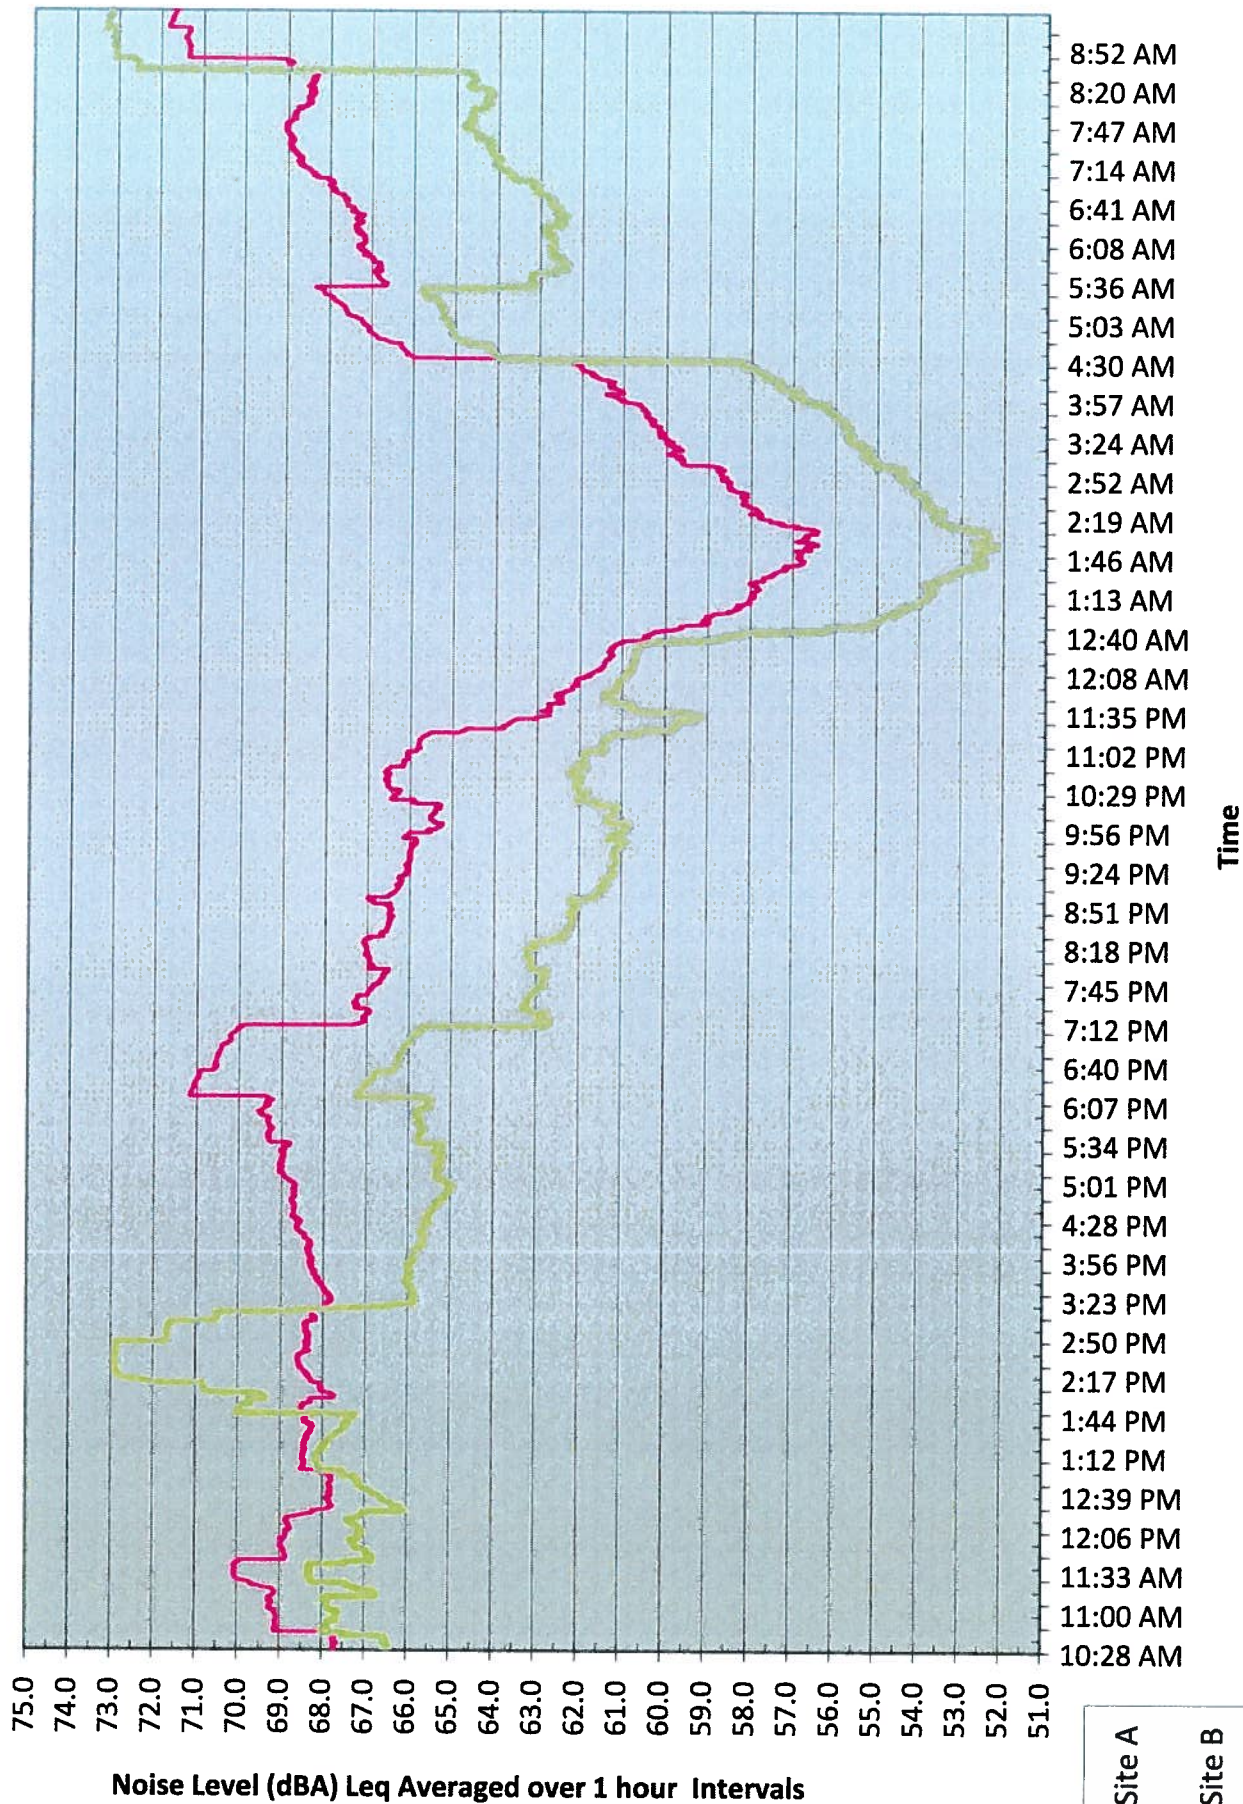 Noise Level (dBA) Leq Averaged over 1 hour Intervals
75.0
74.0
73.0
72.0
71.0
70.0
69.0
68.0
67.0
66.0
65.0
64.0
63.0
62.0
61.0
60.0
59.0
58.0
57.0
56.0
55.0
54.0
53.0
52.0
51.0
10:28 AM
11:00 AM
11:33 AM
12:06 PM
12:39 PM
1:12 PM
1:44 PM
2:17 PM
2:50 PM
3:23 PM
3:56 PM
4:28 PM
5:01 PM
5:34 PM
6:07 PM
6:40 PM
7:12 PM
7:45 PM
8:18 PM
8:51 PM
9:24 PM
9:56 PM
10:29 PM
11:02 PM
11:35 PM
12:08 AM
12:40 AM
1:13 AM
1:46 AM
2:19 AM
2:52 AM
3:24 AM
3:57 AM
4:30 AM
5:03 AM
5:36 AM
6:08 AM
6:41 AM
7:14 AM
7:47 AM
8:20 AM
8:52 AM
Time
Site A
Site B